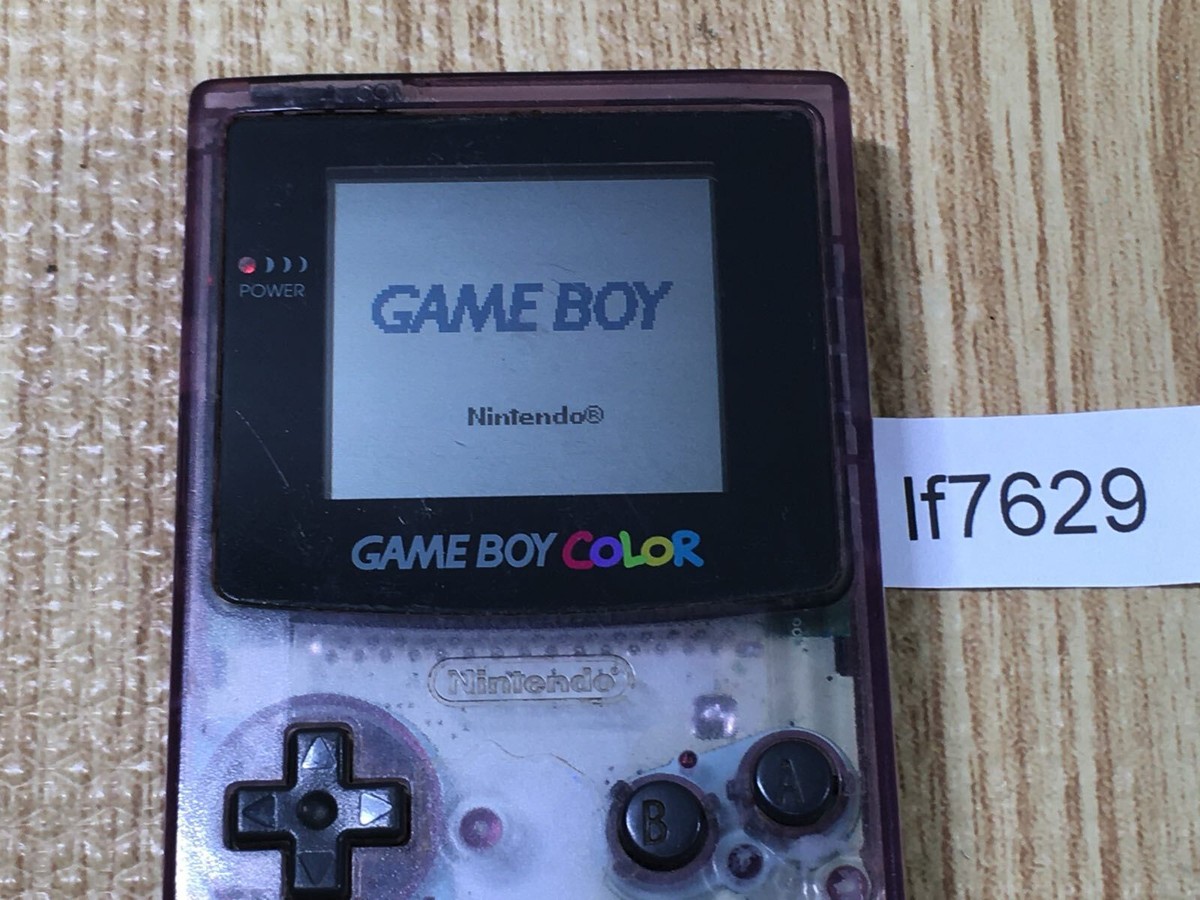 POWER
GAME BOY
Nintendo®
GAME BOY COLOR
lf7629
Nintendo®
B
A